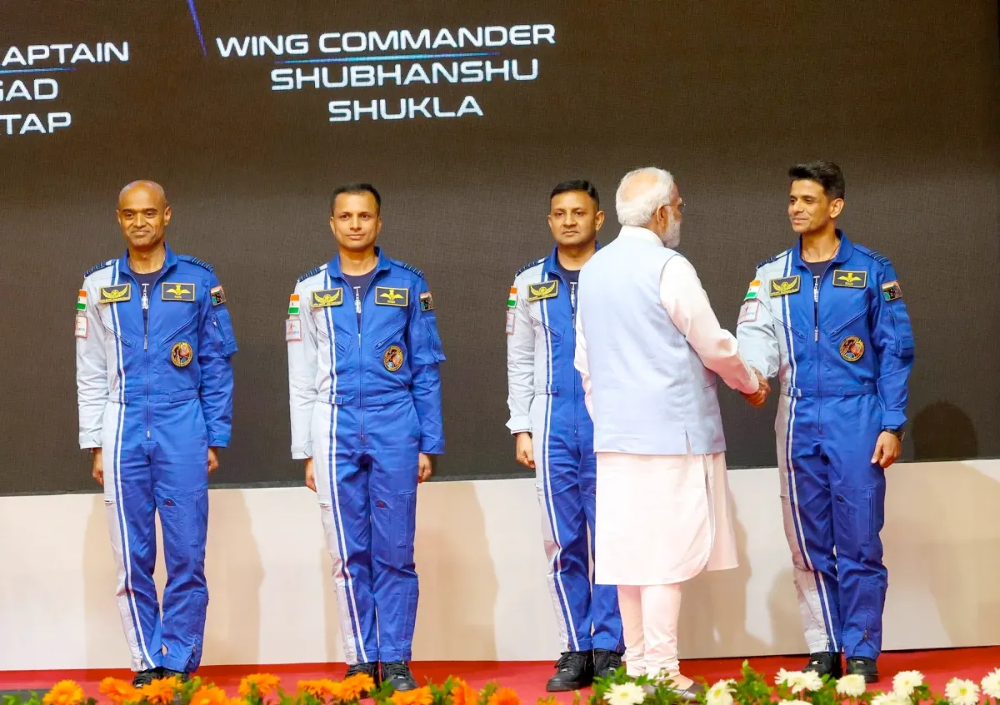 APTAIN
GAD
TAP
WING COMMANDER
SHUBHANSHU
SHUKLA